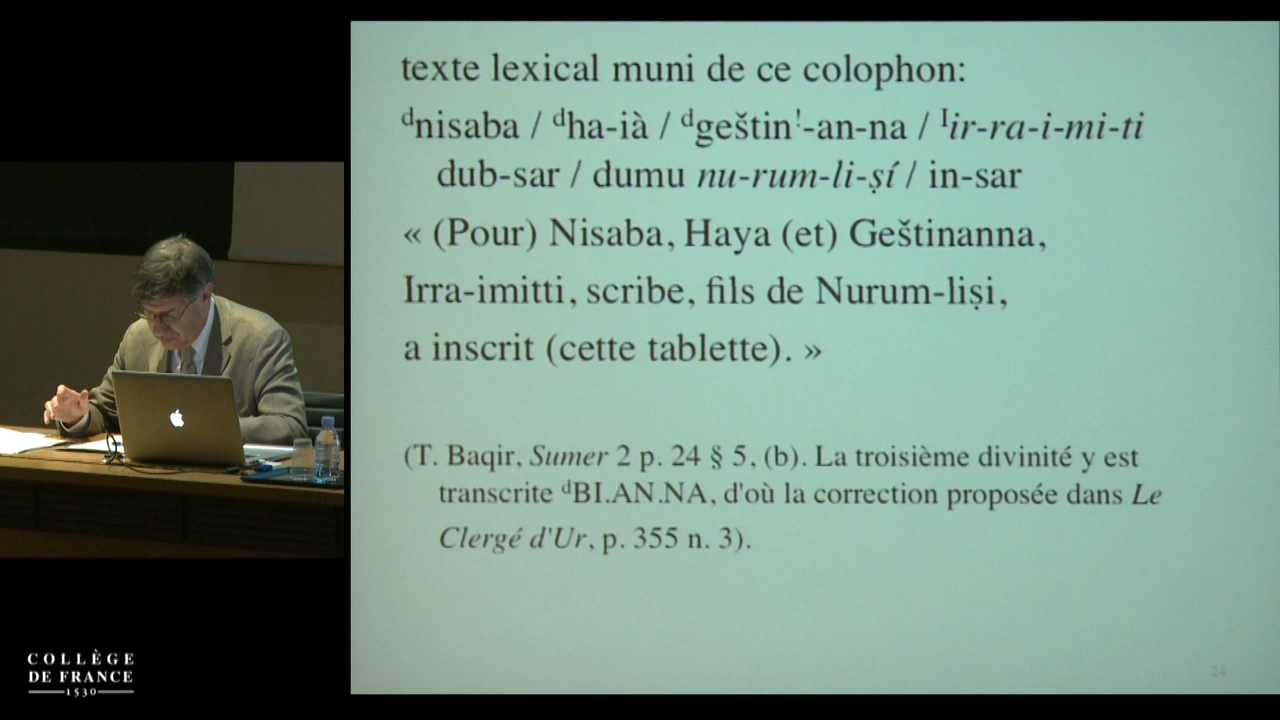 texte lexical muni de ce colophon:
ᵈnisaba / ᵈha-ià / ᵈgeštin!-an-na / ᴵir-ra-i-mi-ti
dub-sar / dumu nu-rum-li-ṣí / in-sar
« (Pour) Nisaba, Haya (et) Geštinanna,
Irra-imitti, scribe, fils de Nurum-liṣi,
a inscrit (cette tablette). »
(T. Baqir, Sumer 2 p. 24 § 5, (b). La troisième divinité y est
transcrite ᵈBI.AN.NA, d'où la correction proposée dans Le
Clergé d'Ur, p. 355 n. 3).
24
COLLÈGE
DE FRANCE
1530